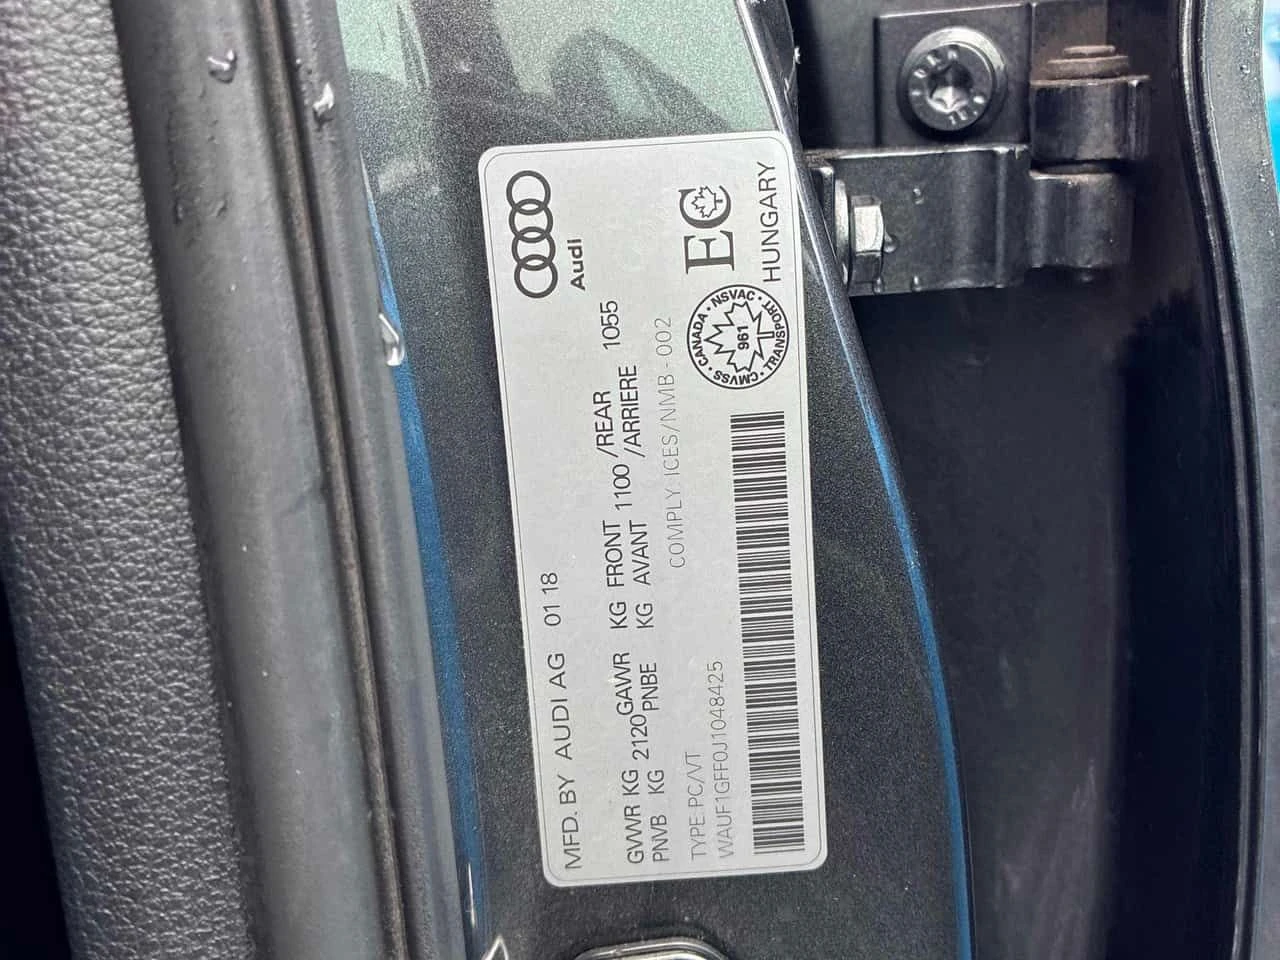 Audi
MFD. BY AUDI AG 01 18
GVWR KG 2120 GAWR KG FRONT 1100 /REAR 1055
PNVB KG PNBE KG AVANT /ARRIERE
COMPLY: ICES/NMB-002
TYPE:PC/VT
WAUF1GFF0J1048425
CANADA • NSVAC • TRANSPORT • CMVSS •
961
EC
HUNGARY